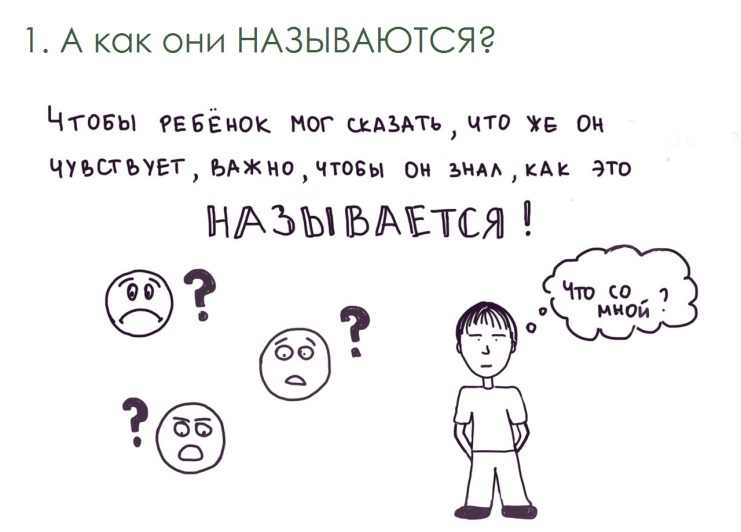 1. А как они НАЗЫВАЮТСЯ?
Чтобы ребёнок мог сказать, что же он
чувствует, важно, чтобы он знал, как это
НАЗЫВАЕТСЯ!
?
Что со
мной?
?
?